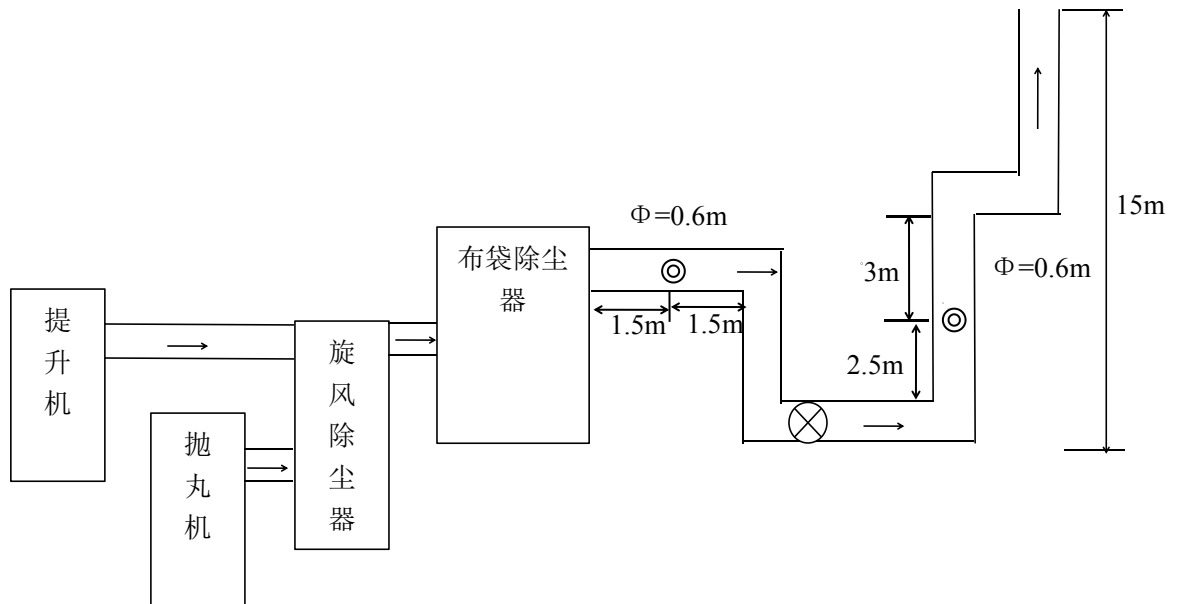 提
升
机
抛
丸
机
旋
风
除
尘
器
布袋除尘
器
Φ=0.6m
1.5m
1.5m
3m
2.5m
Φ=0.6m
15m